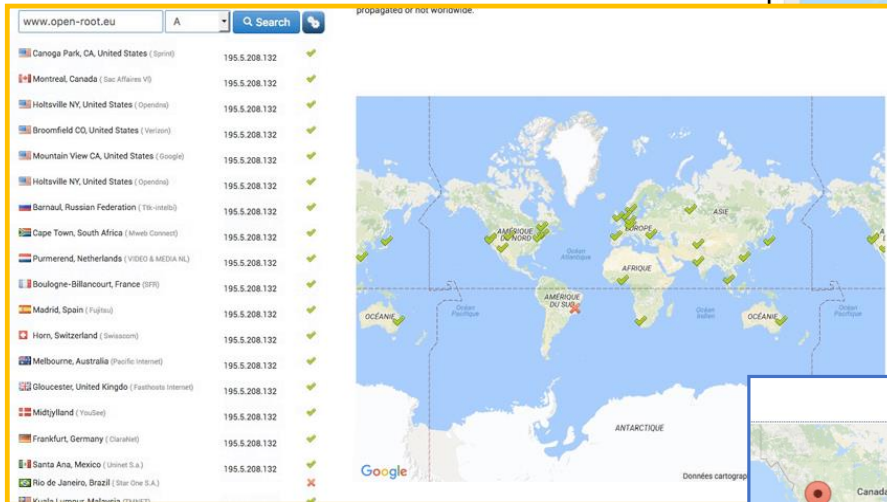 propagated or not worldwide.
www.open-root.eu A Search
Canoga Park, CA, United States (Sprint) 195.5.208.132
Montreal, Canada (Sac Affaires VI) 195.5.208.132
Holtsville NY, United States (Opendns) 195.5.208.132
Broomfield CO, United States (Verizon) 195.5.208.132
Mountain View CA, United States (Google) 195.5.208.132
Holtsville NY, United States (Opendns) 195.5.208.132
Barnaul, Russian Federation (Ttk-intelbi) 195.5.208.132
Cape Town, South Africa (Mweb Connect) 195.5.208.132
Purmerend, Netherlands (VIDEO & MEDIA NL) 195.5.208.132
Boulogne-Billancourt, France (SFR) 195.5.208.132
Madrid, Spain (Fujitsu) 195.5.208.132
Horn, Switzerland (Swisscom) 195.5.208.132
Melbourne, Australia (Pacific Internet) 195.5.208.132
Gloucester, United Kingdo (Fasthosts Internet) 195.5.208.132
Midtjylland (YouSee) 195.5.208.132
Frankfurt, Germany (ClaraNet) 195.5.208.132
Santa Ana, Mexico (Uninet S.a.) 195.5.208.132
Rio de Janeiro, Brazil (Star One S.A.)
Kuala Lumpur, Malaysia (TMNET)
ASIE
AMÉRIQUE
DU NORD
EUROPE
Océan
Atlantique
AFRIQUE
AMÉRIQUE
DU SUD
OCÉANIE
Océan
Pacifique
Océan
Indien
OCÉANIE
Océan
Pacifique
ANTARCTIQUE
Google
Données cartograp
Canada